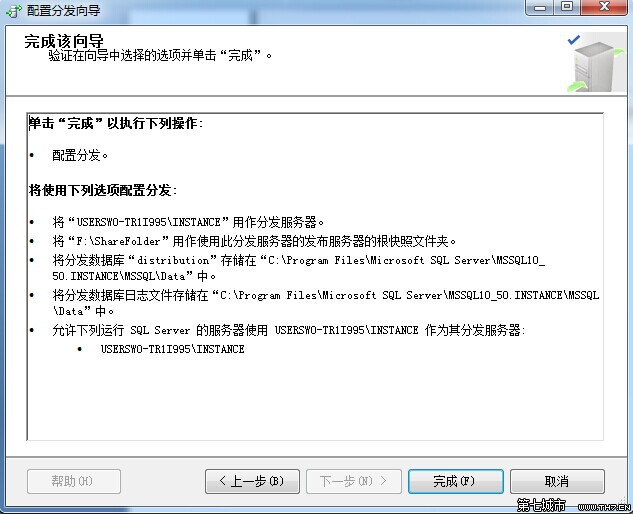 配置分发向导
完成该向导
验证在向导中选择的选项并单击“完成”。
单击“完成”以执行下列操作:
• 配置分发。
将使用下列选项配置分发:
• 将“USERSWO-TR1I995\INSTANCE”用作分发服务器。
• 将“F:\ShareFolder”用作使用此分发服务器的发布服务器的根快照文件夹。
• 将分发数据库“distribution”存储在“C:\Program Files\Microsoft SQL Server\MSSQL10_
50.INSTANCE\MSSQL\Data”中。
• 将分发数据库日志文件存储在“C:\Program Files\Microsoft SQL Server\MSSQL10_50.INSTANCE\MSSQL
\Data”中。
• 允许下列运行 SQL Server 的服务器使用 USERSWO-TR1I995\INSTANCE 作为其分发服务器:
• USERSWO-TR1I995\INSTANCE
帮助(H) < 上一步(B) 下一步(N) > 完成(F) 取消
第七城市 WWW.TH7.CN